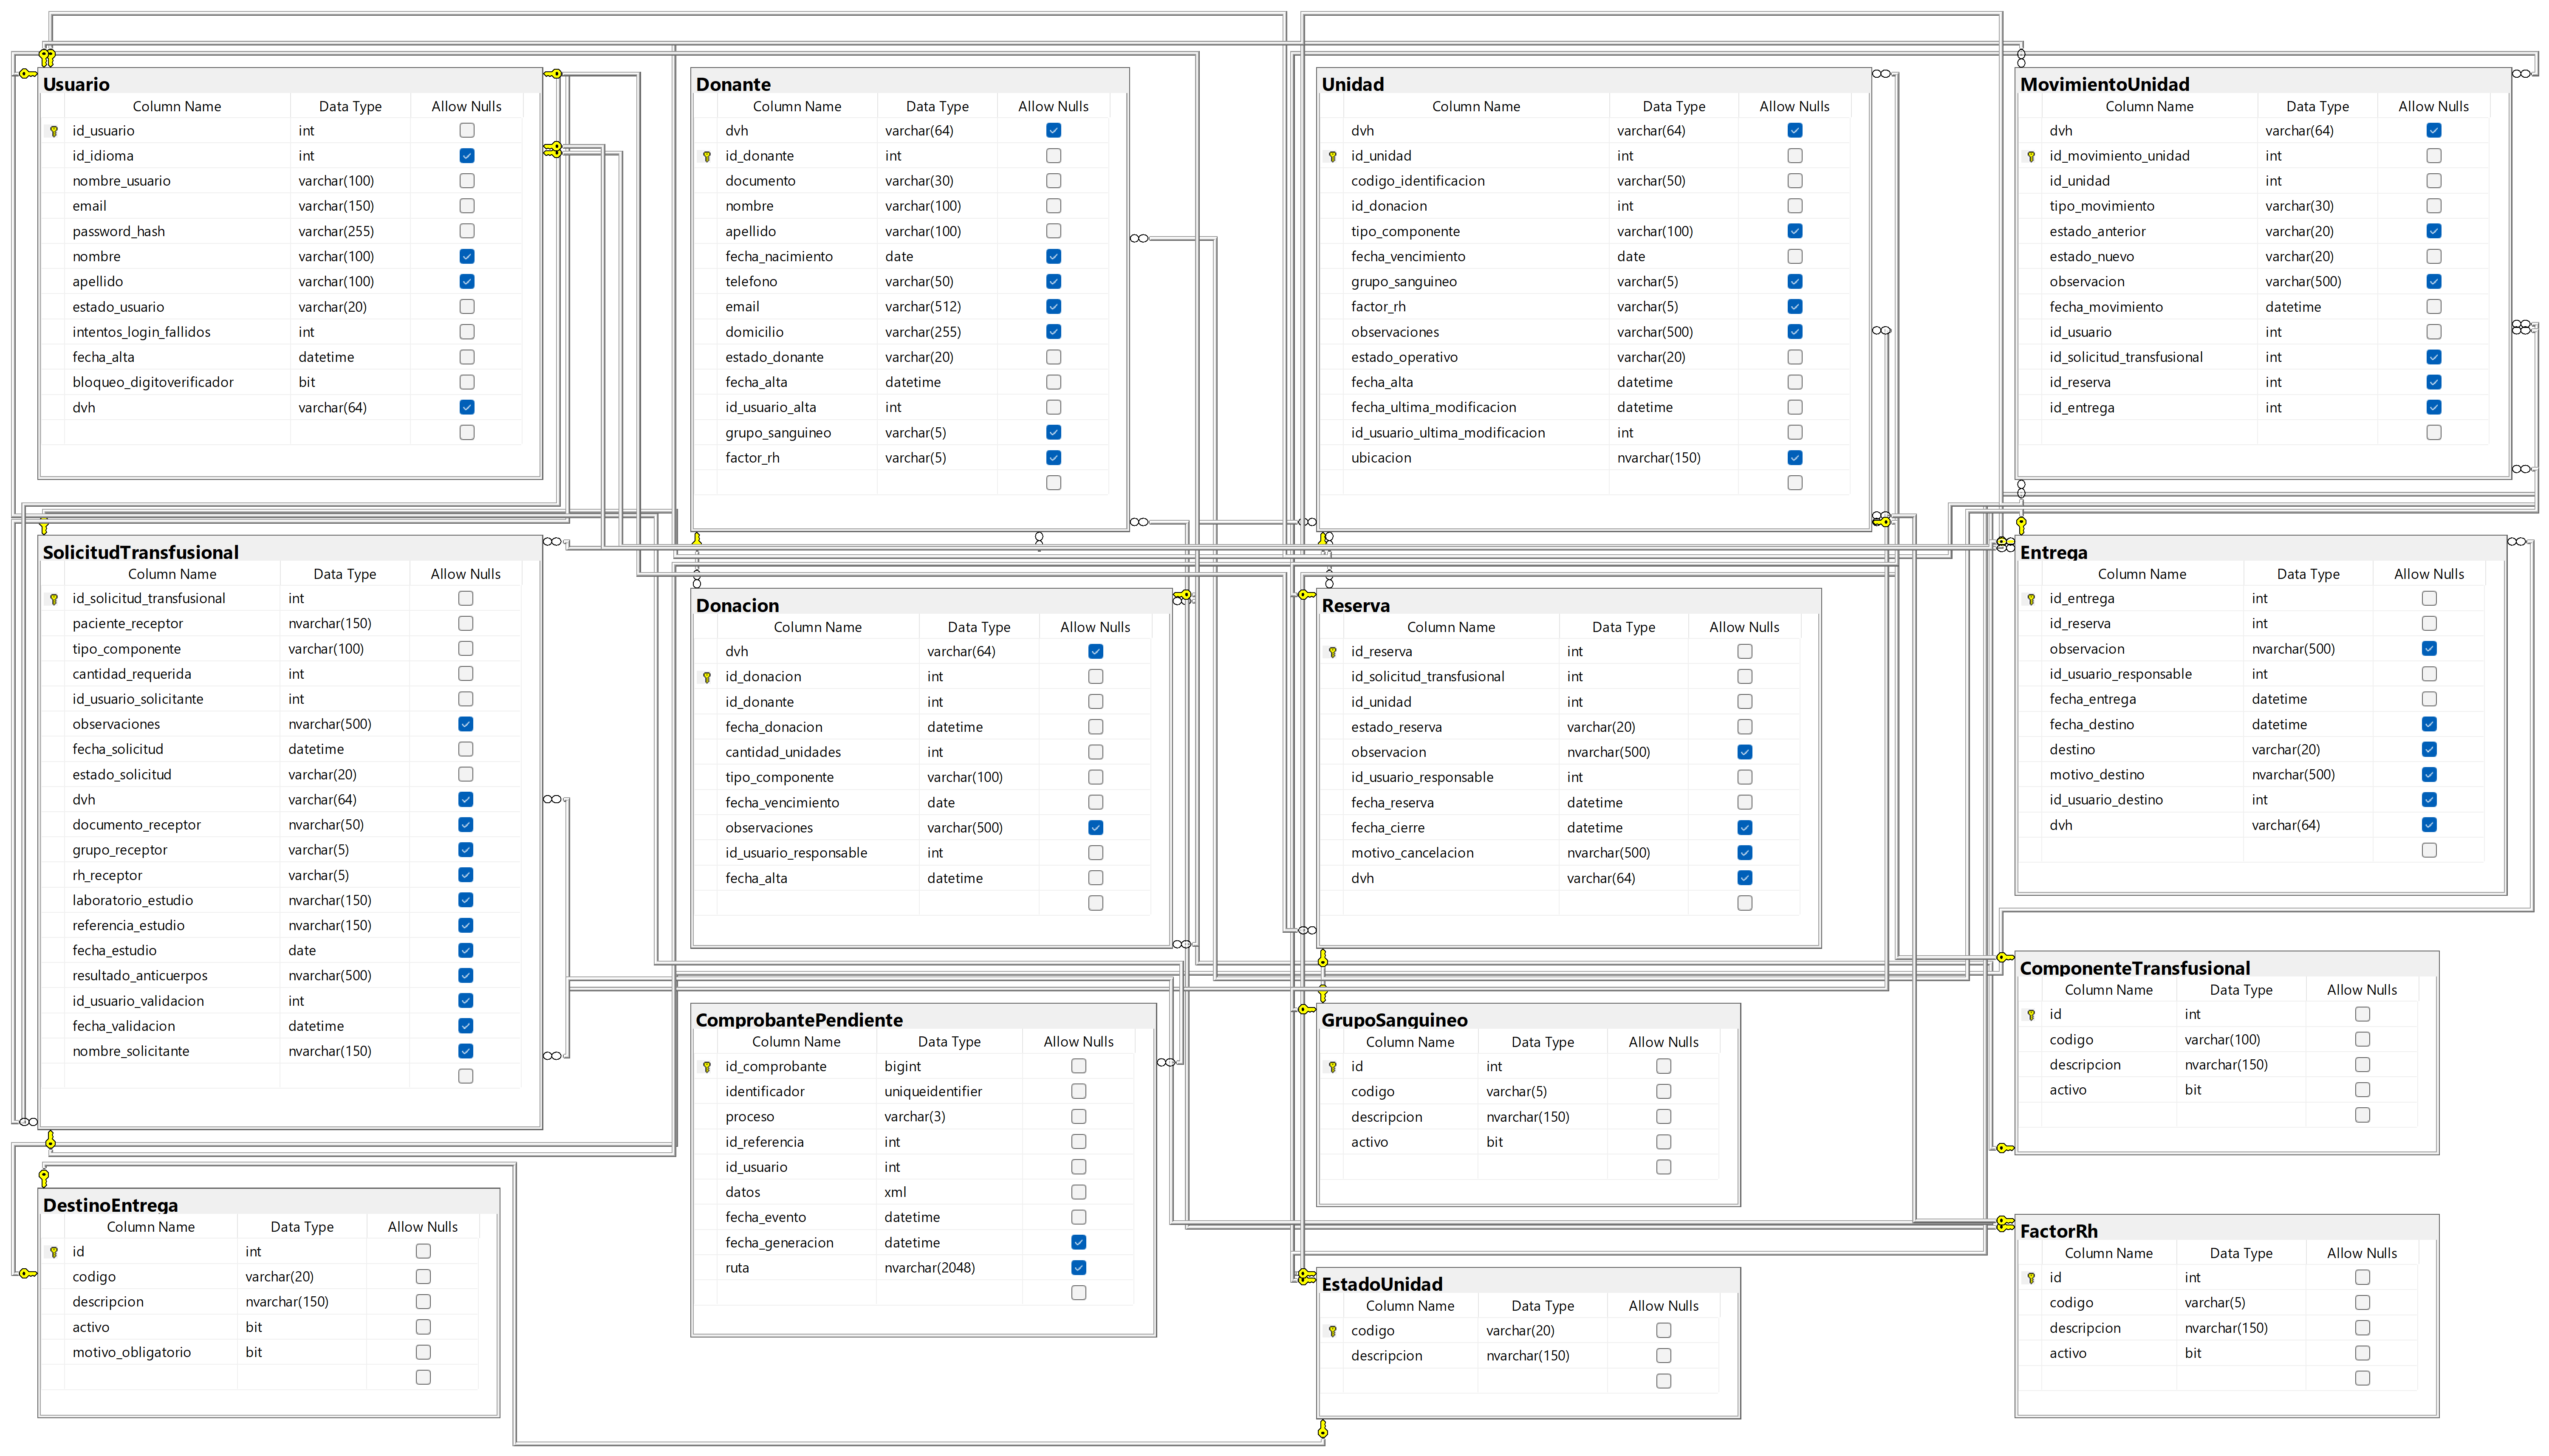 Usuario
Column Name Data Type Allow Nulls
id_usuario int
id_idioma int
nombre_usuario varchar(100)
email varchar(150)
password_hash varchar(255)
nombre varchar(100)
apellido varchar(100)
estado_usuario varchar(20)
intentos_login_fallidos int
fecha_alta datetime
bloqueo_digitoverificador bit
dvh varchar(64)
Donante
Column Name Data Type Allow Nulls
dvh varchar(64)
id_donante int
documento varchar(30)
nombre varchar(100)
apellido varchar(100)
fecha_nacimiento date
telefono varchar(50)
email varchar(512)
domicilio varchar(255)
estado_donante varchar(20)
fecha_alta datetime
id_usuario_alta int
grupo_sanguineo varchar(5)
factor_rh varchar(5)
Unidad
Column Name Data Type Allow Nulls
dvh varchar(64)
id_unidad int
codigo_identificacion varchar(50)
id_donacion int
tipo_componente varchar(100)
fecha_vencimiento date
grupo_sanguineo varchar(5)
factor_rh varchar(5)
observaciones varchar(500)
estado_operativo varchar(20)
fecha_alta datetime
fecha_ultima_modificacion datetime
id_usuario_ultima_modificacion int
ubicacion nvarchar(150)
MovimientoUnidad
Column Name Data Type Allow Nulls
dvh varchar(64)
id_movimiento_unidad int
id_unidad int
tipo_movimiento varchar(30)
estado_anterior varchar(20)
estado_nuevo varchar(20)
observacion varchar(500)
fecha_movimiento datetime
id_usuario int
id_solicitud_transfusional int
id_reserva int
id_entrega int
SolicitudTransfusional
Column Name Data Type Allow Nulls
id_solicitud_transfusional int
paciente_receptor nvarchar(150)
tipo_componente varchar(100)
cantidad_requerida int
id_usuario_solicitante int
observaciones nvarchar(500)
fecha_solicitud datetime
estado_solicitud varchar(20)
dvh varchar(64)
documento_receptor nvarchar(50)
grupo_receptor varchar(5)
rh_receptor varchar(5)
laboratorio_estudio nvarchar(150)
referencia_estudio nvarchar(150)
fecha_estudio date
resultado_anticuerpos nvarchar(500)
id_usuario_validacion int
fecha_validacion datetime
nombre_solicitante nvarchar(150)
Donacion
Column Name Data Type Allow Nulls
dvh varchar(64)
id_donacion int
id_donante int
fecha_donacion datetime
cantidad_unidades int
tipo_componente varchar(100)
fecha_vencimiento date
observaciones varchar(500)
id_usuario_responsable int
fecha_alta datetime
Reserva
Column Name Data Type Allow Nulls
id_reserva int
id_solicitud_transfusional int
id_unidad int
estado_reserva varchar(20)
observacion nvarchar(500)
id_usuario_responsable int
fecha_reserva datetime
fecha_cierre datetime
motivo_cancelacion nvarchar(500)
dvh varchar(64)
Entrega
Column Name Data Type Allow Nulls
id_entrega int
id_reserva int
observacion nvarchar(500)
id_usuario_responsable int
fecha_entrega datetime
fecha_destino datetime
destino varchar(20)
motivo_destino nvarchar(500)
id_usuario_destino int
dvh varchar(64)
ComprobantePendiente
Column Name Data Type Allow Nulls
id_comprobante bigint
identificador uniqueidentifier
proceso varchar(3)
id_referencia int
id_usuario int
datos xml
fecha_evento datetime
fecha_generacion datetime
ruta nvarchar(2048)
GrupoSanguineo
Column Name Data Type Allow Nulls
id int
codigo varchar(5)
descripcion nvarchar(150)
activo bit
ComponenteTransfusional
Column Name Data Type Allow Nulls
id int
codigo varchar(100)
descripcion nvarchar(150)
activo bit
DestinoEntrega
Column Name Data Type Allow Nulls
id int
codigo varchar(20)
descripcion nvarchar(150)
activo bit
motivo_obligatorio bit
EstadoUnidad
Column Name Data Type Allow Nulls
codigo varchar(20)
descripcion nvarchar(150)
FactorRh
Column Name Data Type Allow Nulls
id int
codigo varchar(5)
descripcion nvarchar(150)
activo bit